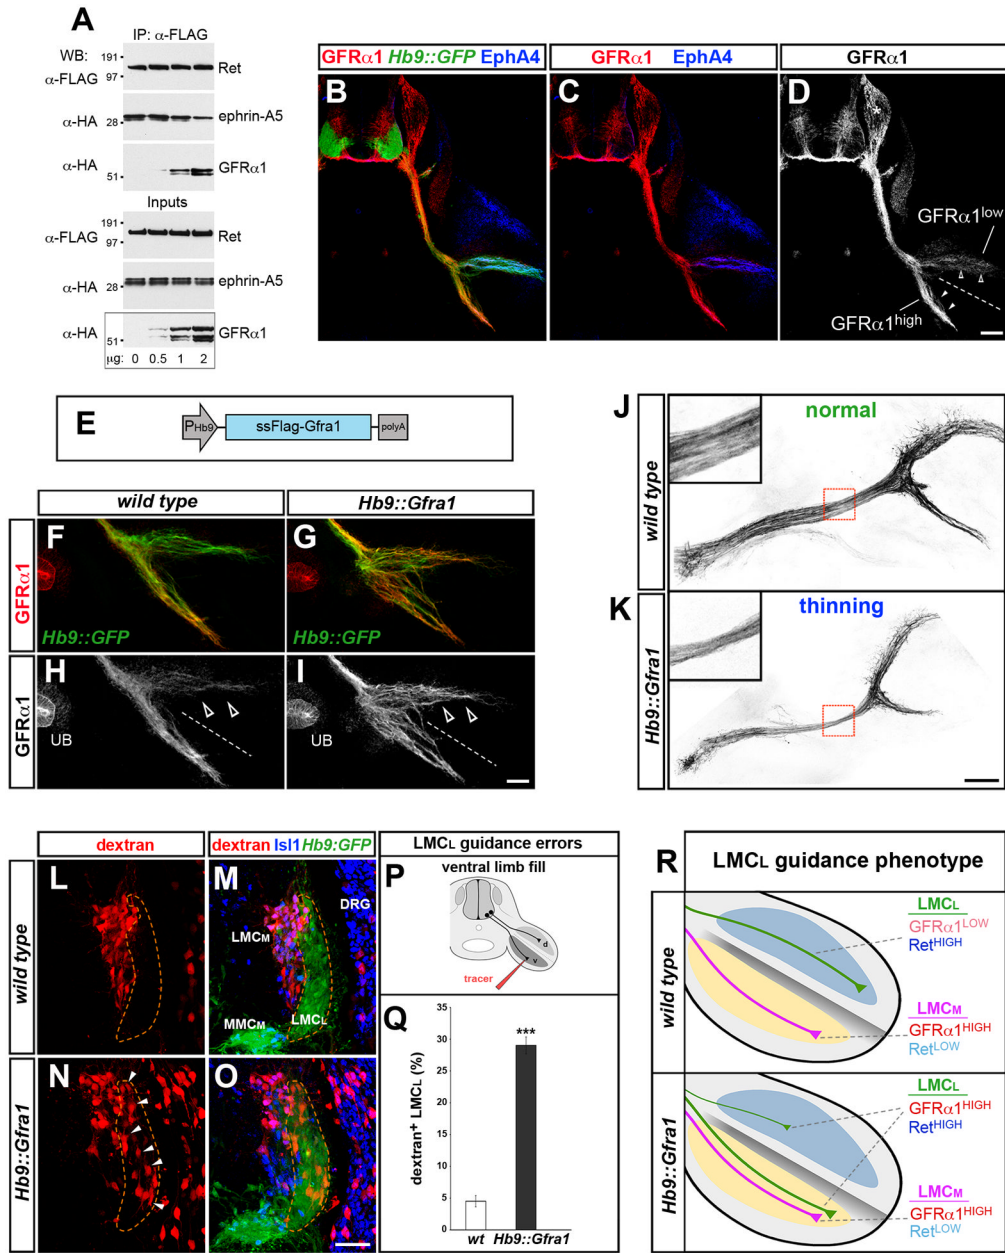 A
IP: α-FLAG
WB:
191
α-FLAG
97
Ret
α-HA
28
ephrin-A5
α-HA
51
GFRα1
Inputs
191
α-FLAG
97
Ret
α-HA
28
ephrin-A5
α-HA
51
GFRα1
μg: 0 0.5 1 2
GFRα1 Hb9::GFP EphA4
GFRα1 EphA4
GFRα1
B
C
D
*
GFRα1low
GFRα1high
E
PHb9
ssFlag-Gfra1
polyA
wild type
Hb9::Gfra1
GFRα1
F
Hb9::GFP
G
Hb9::GFP
GFRα1
H
UB
I
UB
J
wild type
normal
K
Hb9::Gfra1
thinning
dextran
dextran Isl1 Hb9:GFP
wild type
L
M
DRG
LMCM
MMCM
LMCL
Hb9::Gfra1
N
O
LMCL guidance errors
P
ventral limb fill
d
v
tracer
Q
dextran+ LMCL (%)
35
30
25
20
15
10
5
0
***
wt Hb9::Gfra1
R
LMCL guidance phenotype
wild type
LMCL
GFRα1LOW
RetHIGH
LMCM
GFRα1HIGH
RetLOW
Hb9::Gfra1
LMCL
GFRα1HIGH
RetHIGH
LMCM
GFRα1HIGH
RetLOW